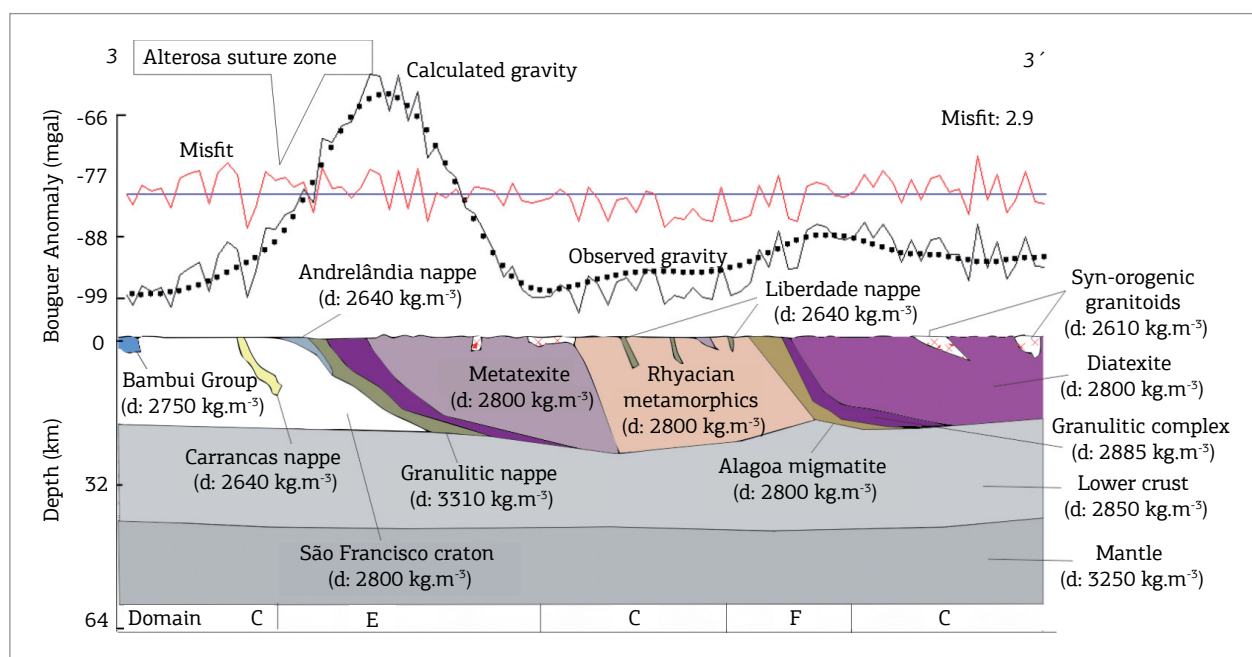 3
Alterosa suture zone
Calculated gravity
3´
Misfit: 2.9
Bouguer Anomaly (mgal)
-66
-77
-88
-99
Misfit
Observed gravity
Andrelândia nappe
(d: 2640 kg.m-3)
Liberdade nappe
(d: 2640 kg.m-3)
Syn-orogenic
granitoids
(d: 2610 kg.m-3)
Depth (km)
0
32
64
Bambui Group
(d: 2750 kg.m-3)
Metatexite
(d: 2800 kg.m-3)
Rhyacian
metamorphics
(d: 2800 kg.m-3)
Diatexite
(d: 2800 kg.m-3)
Carrancas nappe
(d: 2640 kg.m-3)
Granulitic nappe
(d: 3310 kg.m-3)
Alagoa migmatite
(d: 2800 kg.m-3)
Granulitic complex
(d: 2885 kg.m-3)
Lower crust
(d: 2850 kg.m-3)
São Francisco craton
(d: 2800 kg.m-3)
Mantle
(d: 3250 kg.m-3)
Domain C E C F C